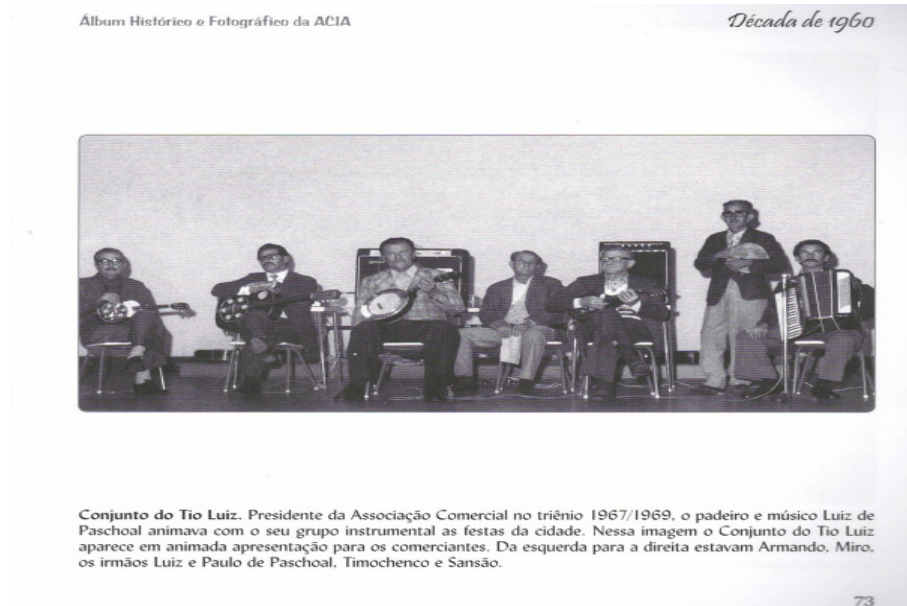 Álbum Histórico e Fotográfico da ACIA
Década de 1960
Conjunto do Tio Luiz. Presidente da Associação Comercial no triênio 1967/1969, o padeiro e músico Luiz de
Paschoal animava com o seu grupo instrumental as festas da cidade. Nessa imagem o Conjunto do Tio Luiz
aparece em animada apresentação para os comerciantes. Da esquerda para a direita estavam Armando, Miro,
os irmãos Luiz e Paulo de Paschoal, Timochenco e Sansão.
73